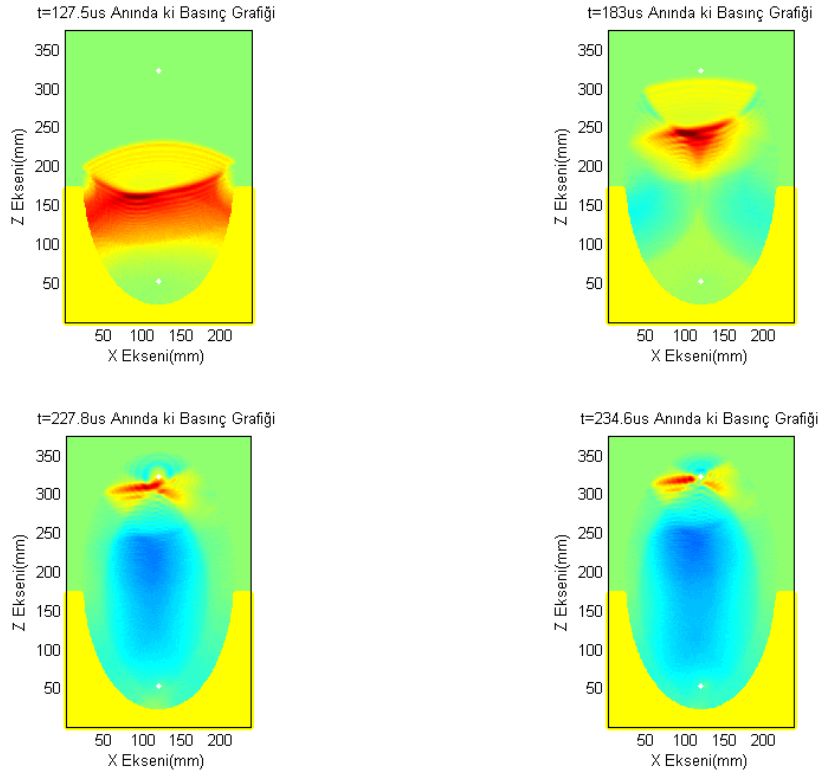 t=127.5us Anında ki Basınç Grafiği
350
300
250
200
150
100
50
Z Ekseni(mm)
50 100 150 200
X Ekseni(mm)
t=183us Anında ki Basınç Grafiği
350
300
250
200
150
100
50
Z Ekseni(mm)
50 100 150 200
X Ekseni(mm)
t=227.8us Anında ki Basınç Grafiği
350
300
250
200
150
100
50
Z Ekseni(mm)
50 100 150 200
X Ekseni(mm)
t=234.6us Anında ki Basınç Grafiği
350
300
250
200
150
100
50
Z Ekseni(mm)
50 100 150 200
X Ekseni(mm)